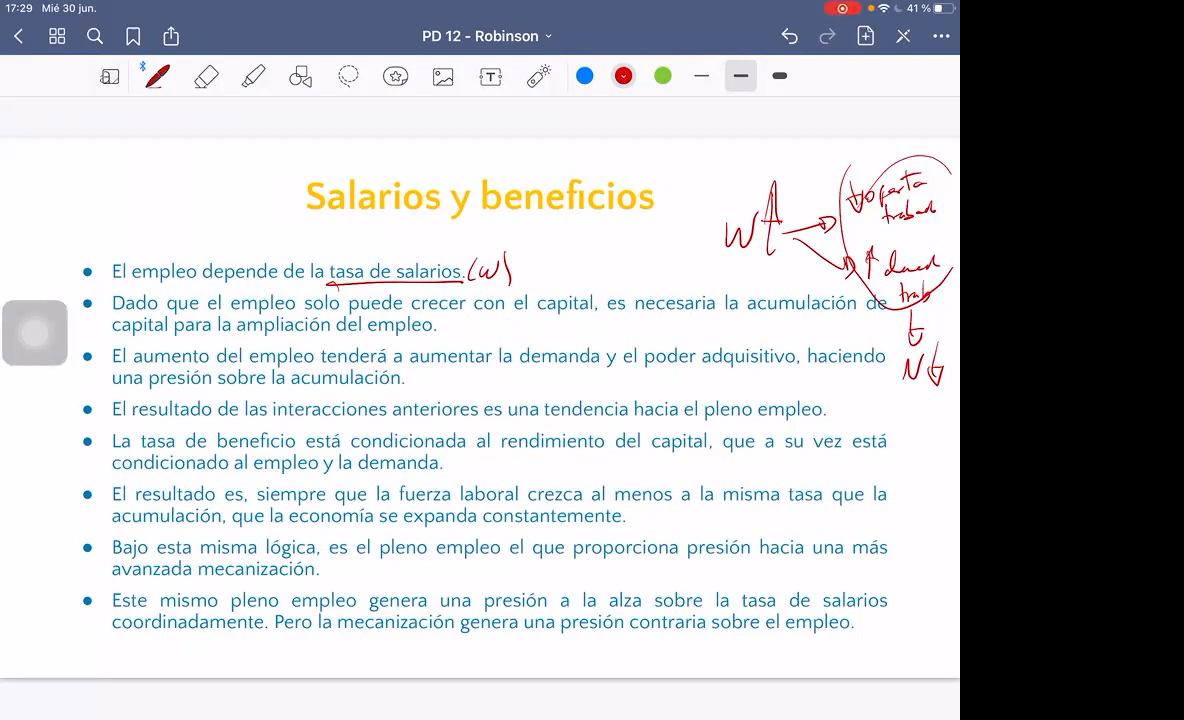 17:29 Mié 30 jun.
41 %
PD 12 - Robinson
Salarios y beneficios
W
oferta
trabado
demd
trab
N
● El empleo depende de la tasa de salarios. (W)
● Dado que el empleo solo puede crecer con el capital, es necesaria la acumulación de
capital para la ampliación del empleo.
● El aumento del empleo tenderá a aumentar la demanda y el poder adquisitivo, haciendo
una presión sobre la acumulación.
● El resultado de las interacciones anteriores es una tendencia hacia el pleno empleo.
● La tasa de beneficio está condicionada al rendimiento del capital, que a su vez está
condicionado al empleo y la demanda.
● El resultado es, siempre que la fuerza laboral crezca al menos a la misma tasa que la
acumulación, que la economía se expanda constantemente.
● Bajo esta misma lógica, es el pleno empleo el que proporciona presión hacia una más
avanzada mecanización.
● Este mismo pleno empleo genera una presión a la alza sobre la tasa de salarios
coordinadamente. Pero la mecanización genera una presión contraria sobre el empleo.